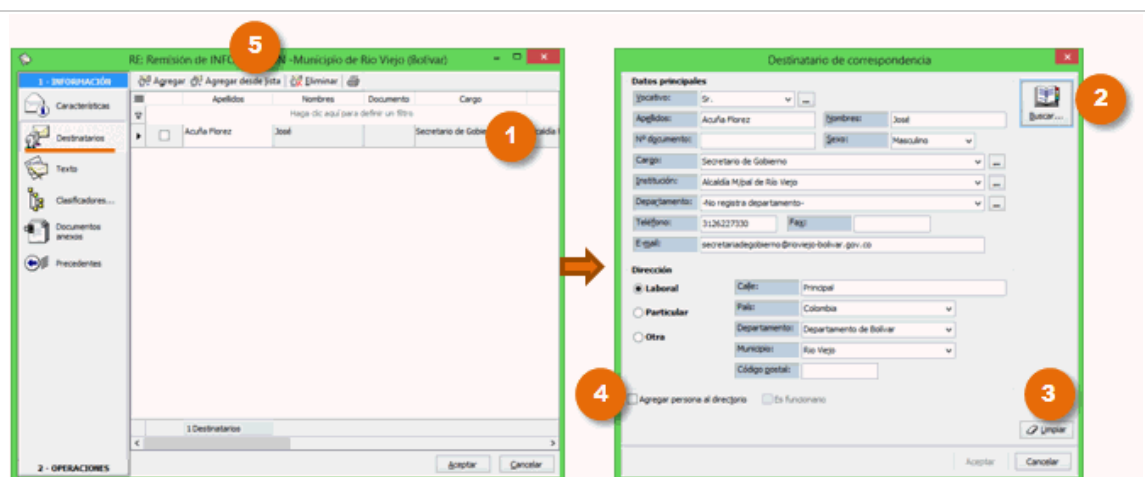 5
RE: Remisión de INFO N -Municipio de Rio Viejo (Bolívar)
1 - INFORMACIÓN
Agregar Agregar desde lista Eliminar
Características
Destinatarios
Texto
Clasificadores...
Documentos anexos
Precedentes
2 - OPERACIONES
Apellidos Nombres Documento Cargo
Haga clic aquí para definir un filtro
Acuña Florez José Secretario de Gobie
1
1 Destinatarios
Aceptar Cancelar
Destinatario de correspondencia
Datos principales
Vocativo: Sr. ...
Apellidos: Acuña Florez Nombres: José
Nº documento: Sexo: Masculino
Cargo: Secretario de Gobierno ...
Institución: Alcaldía M/pal de Río Viejo ...
Departamento: -No registra departamento- ...
Teléfono: 3126227330 Fax:
E-mail: secretariadegobierno@rioviejo-bolivar.gov.co
Buscar...
2
Dirección
Laboral
Particular
Otra
Calle: Principal
País: Colombia
Departamento: Departamento de Bolívar
Municipio: Rio Viejo
Código postal:
4
Agregar persona al directorio Es funcionario
3
Limpiar
Aceptar Cancelar